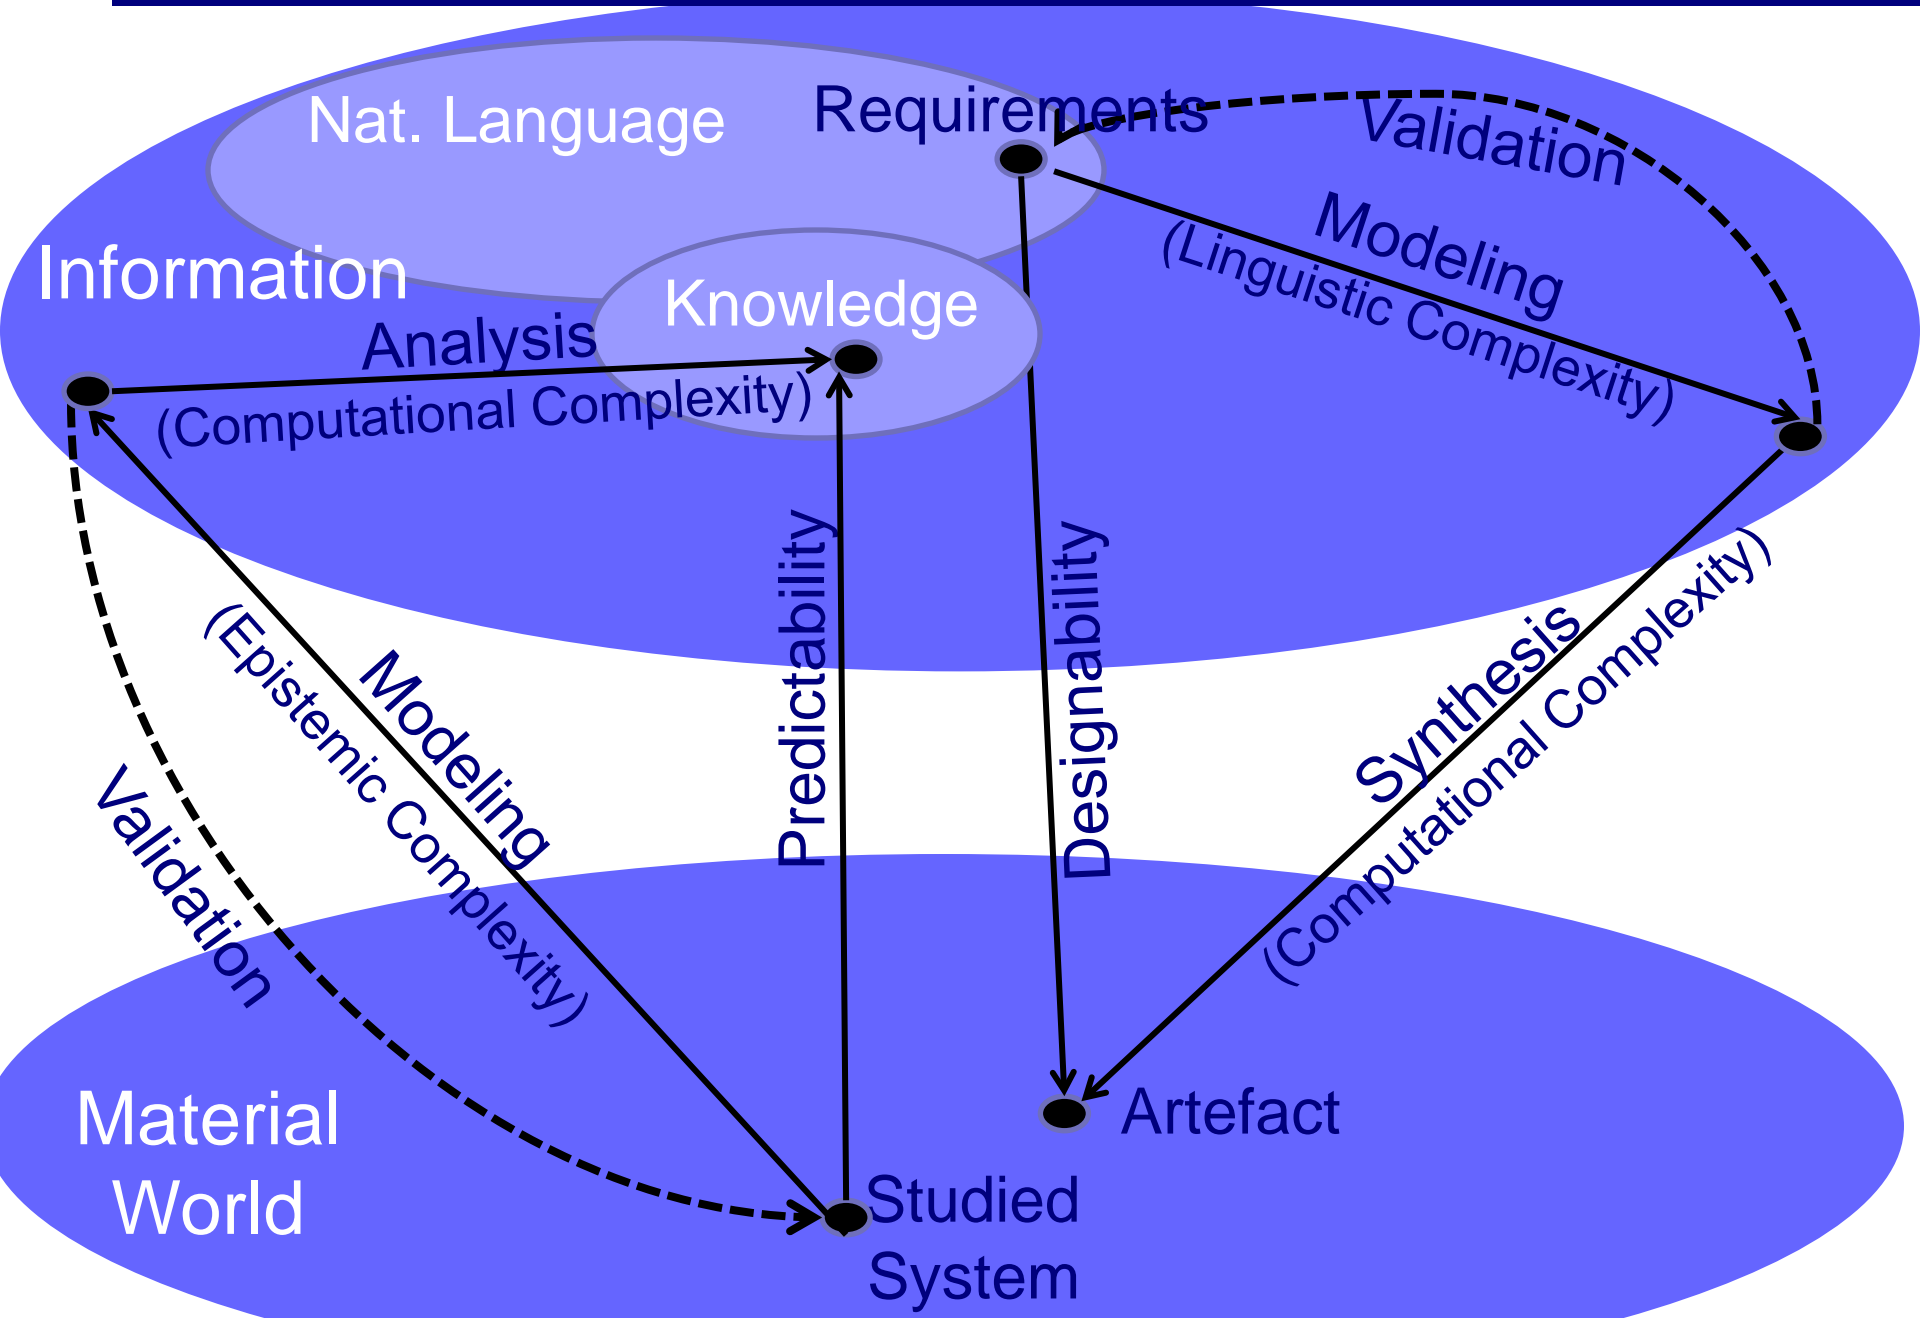 Nat. Language
Requirements
Validation
Modeling
(Linguistic Complexity)
Information
Knowledge
Analysis
(Computational Complexity)
Predictability
Designability
Synthesis
(Computational Complexity)
Modeling
(Epistemic Complexity)
Validation
Material
World
Artefact
Studied
System